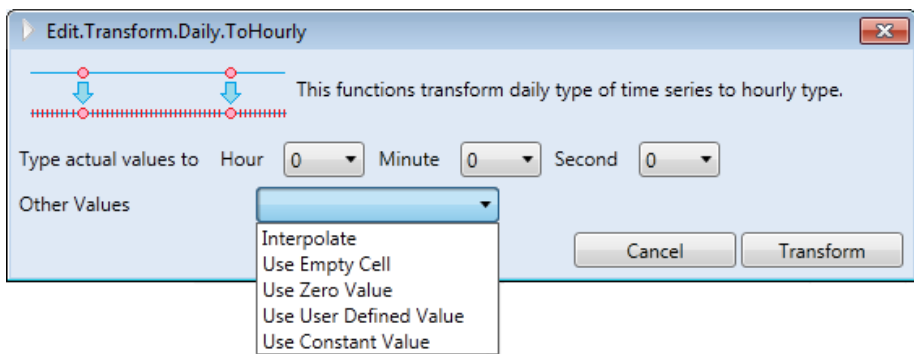 Edit.Transform.Daily.ToHourly
This functions transform daily type of time series to hourly type.
Type actual values to Hour 0 Minute 0 Second 0
Other Values
Interpolate
Use Empty Cell
Use Zero Value
Use User Defined Value
Use Constant Value
Cancel Transform